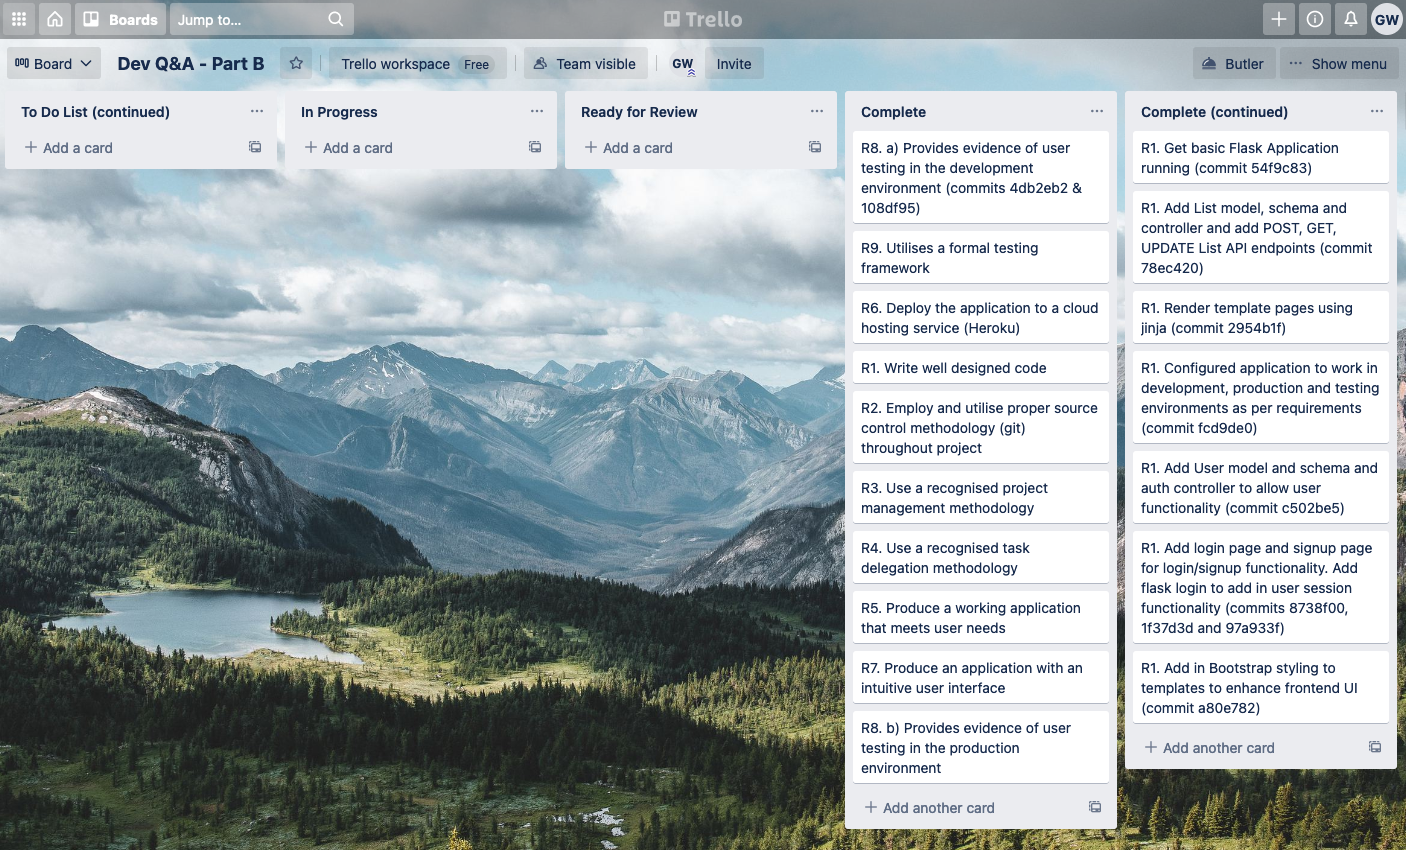 Boards
Jump to...
Trello
GW
Board
Dev Q&A - Part B
Trello workspace Free
Team visible
GW
Invite
Butler
Show menu
To Do List (continued)
Add a card
In Progress
Add a card
Ready for Review
Add a card
Complete
R8. a) Provides evidence of user
testing in the development
environment (commits 4db2eb2 &
108df95)
R9. Utilises a formal testing
framework
R6. Deploy the application to a cloud
hosting service (Heroku)
R1. Write well designed code
R2. Employ and utilise proper source
control methodology (git)
throughout project
R3. Use a recognised project
management methodology
R4. Use a recognised task
delegation methodology
R5. Produce a working application
that meets user needs
R7. Produce an application with an
intuitive user interface
R8. b) Provides evidence of user
testing in the production
environment
Add another card
Complete (continued)
R1. Get basic Flask Application
running (commit 54f9c83)
R1. Add List model, schema and
controller and add POST, GET,
UPDATE List API endpoints (commit
78ec420)
R1. Render template pages using
jinja (commit 2954b1f)
R1. Configured application to work in
development, production and testing
environments as per requirements
(commit fcd9de0)
R1. Add User model and schema and
auth controller to allow user
functionality (commit c502be5)
R1. Add login page and signup page
for login/signup functionality. Add
flask login to add in user session
functionality (commits 8738f00,
1f37d3d and 97a933f)
R1. Add in Bootstrap styling to
templates to enhance frontend UI
(commit a80e782)
Add another card